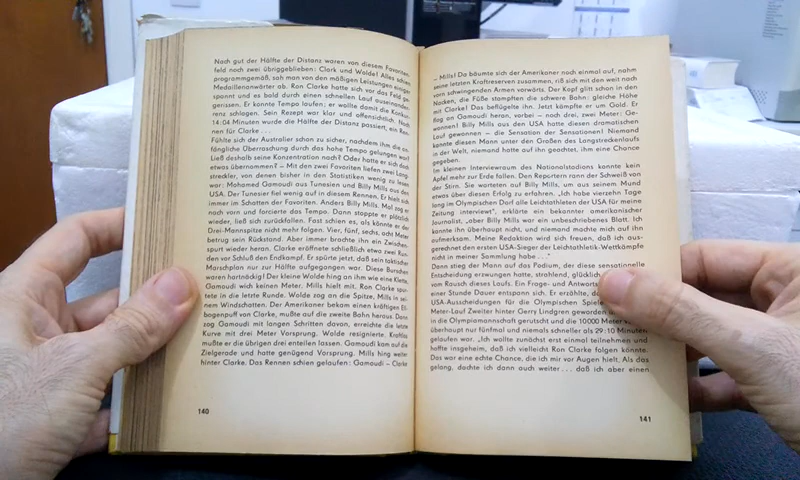 Nach gut der Hälfte der Distanz waren von diesem Favoriten-
feld noch zwei übriggeblieben: Clark und Wolde! Alles schien
programmgemäß, sah man von den mäßigen Leistungen einiger
Medaillenanwärter ab. Ron Clarke hatte sich vor das Feld ge-
spannt und es bald durch einen schnellen Lauf auseinander-
gerissen. Er konnte Tempo laufen; er wollte damit die Konkur-
renz schlagen. Sein Rezept war klar und offensichtlich. Nach
14:04 Minuten wurde die Hälfte der Distanz passiert, ein Ren-
nen für Clarke ...
Fühlte sich der Australier schon zu sicher, nachdem ihm die an-
fängliche Überraschung durch das hohe Tempo gelungen war?
Ließ deshalb seine Konzentration nach? Oder hatte er sich doch
etwas übernommen? – Mit den zwei Favoriten liefen zwei Lang-
streckler, von denen bisher in den Statistiken wenig zu lesen
war: Mohamed Gamoudi aus Tunesien und Billy Mills aus den
USA. Der Tunesier fiel wenig auf in diesem Rennen. Er hielt sich
immer im Schatten der Favoriten. Anders Billy Mills. Mal zog er
nach vorn und forcierte das Tempo. Dann stoppte er plötzlich
wieder, ließ sich zurückfallen. Fast schien es, als könnte er der
Drei-Mann-Spitze nicht mehr folgen. Vier, fünf, sechs, acht Meter
betrug sein Rückstand. Aber immer brachte ihn ein Zwischen-
spurt wieder heran. Clarke eröffnete schließlich etwa zwei Run-
den vor Schluß den Endkampf. Er spürte jetzt, daß sein taktischer
Marschplan nur zur Hälfte aufgegangen war. Diese Burschen
waren hartnäckig! Der kleine Wolde hing an ihm wie eine Klette,
Gamoudi wich keinen Meter. Mills hielt mit. Ron Clarke spur-
tete in die letzte Runde. Wolde zog an die Spitze, Mills in sei-
nem Windschatten. Der Amerikaner bekam einen kräftigen El-
bogenpuff von Clarke, mußte auf die zweite Bahn heraus. Dann
zog Gamoudi mit langen Schritten davon, erreichte die letzte
Kurve mit drei Meter Vorsprung. Wolde resignierte. Kraftlos
mußte er die übrigen drei enteilen lassen. Gamoudi kam auf die
Zielgerade und hatte genügend Vorsprung. Mills hing weiter
hinter Clarke. Das Rennen schien gelaufen: Gamoudi – Clarke
140
– Mills! Da bäumte sich der Amerikaner noch einmal auf, nahm
seine letzten Kraftreserven zusammen, riß sich mit den weit nach
vorn schwingenden Armen vorwärts. Der Kopf glitt schon in den
Nacken, die Füße stampften die schwere Bahn: gleiche Höhe
mit Clarke! Das beflügelte ihn. Jetzt kämpfte er um Gold. Er
flog an Gamoudi heran, vorbei – noch drei, zwei Meter: Ge-
wonnen! Billy Mills aus den USA hatte diesen dramatischen
Lauf gewonnen – die Sensation der Sensationen! Niemand
kannte diesen Mann unter den Großen des Langstreckenlaufs
in der Welt, niemand hatte auf ihn geachtet, ihm eine Chance
gegeben.
Im kleinen Interviewraum des Nationalstadions konnte kein
Apfel mehr zur Erde fallen. Den Reportern rann der Schweiß von
der Stirn. Sie warteten auf Billy Mills, um aus seinem Mund
etwas über diesen Erfolg zu erfahren. „Ich habe vierzehn Tage
lang im Olympischen Dorf alle Leichtathleten der USA für meine
Zeitung interviewt", erklärte ein bekannter amerikanischer
Journalist, „aber Billy Mills war ein unbeschriebenes Blatt. Ich
kannte ihn überhaupt nicht, und niemand machte mich auf ihn
aufmerksam. Meine Redaktion wird sich freuen, daß ich aus-
gerechnet den ersten USA-Sieger der Leichtathletik-Wettkämpfe
nicht in meiner Sammlung habe ..."
Dann stieg der Mann auf das Podium, der diese sensationelle
Entscheidung erzwungen hatte, strahlend, glücklich
vom Rausch dieses Laufs. Ein Frage- und Antwort
einer Stunde Dauer entspann sich. Er erzählte, da
USA-Ausscheidungen für die Olympischen Spiele
Meter-Lauf Zweiter hinter Gerry Lindgren geworden
in die Olympiamannschaft gerutscht und die 10000 Meter
überhaupt nur fünfmal und niemals schneller als 29:10 Minuten
gelaufen war. „Ich wollte zunächst erst einmal teilnehmen und
hoffte insgeheim, daß ich vielleicht Ron Clarke folgen könnte.
Das war eine echte Chance, die ich mir vor Augen hielt. Als das
gelang, dachte ich dann auch weiter ... daß ich aber einen
141